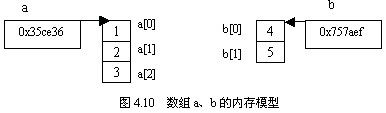 a b
0x35ce36 1 a[0] b[0] 4 0x757aef
2 a[1] b[1] 5
3 a[2]
图 4.10 数组 a、b 的内存模型